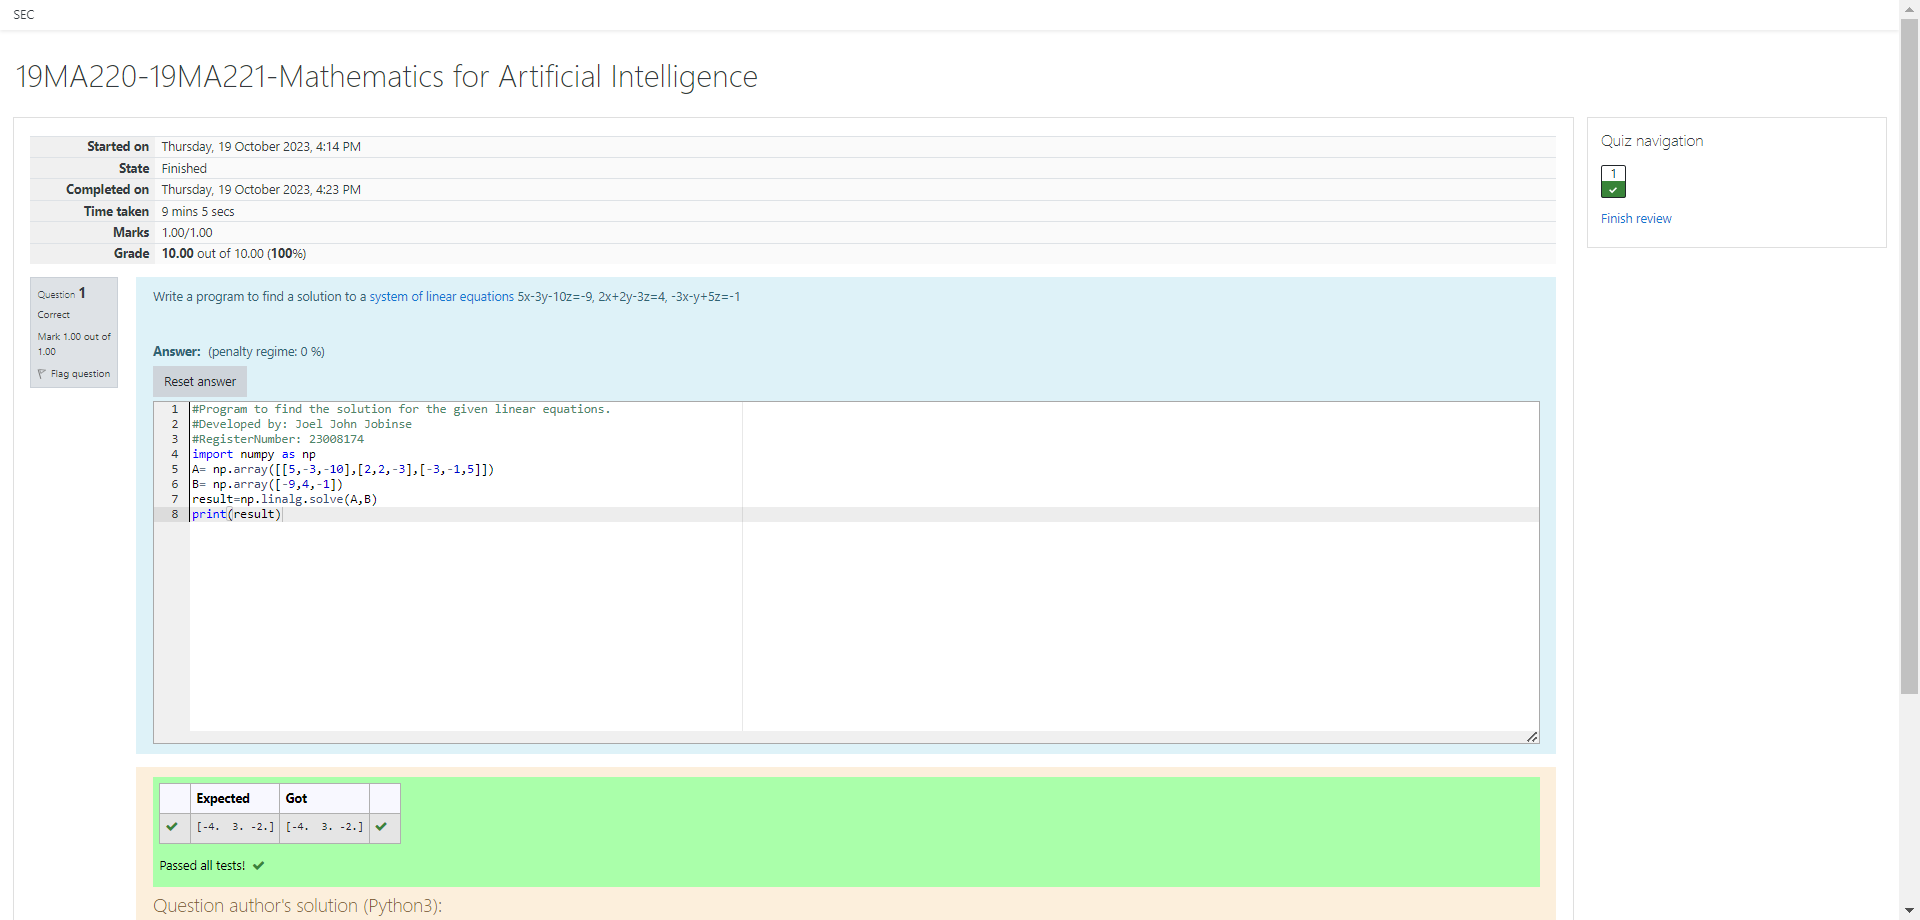 SEC
19MA220-19MA221-Mathematics for Artificial Intelligence
Started on Thursday, 19 October 2023, 4:14 PM
State Finished
Completed on Thursday, 19 October 2023, 4:23 PM
Time taken 9 mins 5 secs
Marks 1.00/1.00
Grade 10.00 out of 10.00 (100%)
Quiz navigation
1
Finish review
Question 1
Correct
Mark 1.00 out of
1.00
Flag question
Write a program to find a solution to a system of linear equations 5x-3y-10z=-9, 2x+2y-3z=4, -3x-y+5z=-1
Answer: (penalty regime: 0 %)
Reset answer
1 #Program to find the solution for the given linear equations.
2 #Developed by: Joel John Jobinse
3 #RegisterNumber: 23008174
4 import numpy as np
5 A= np.array([[5,-3,-10],[2,2,-3],[-3,-1,5]])
6 B= np.array([-9,4,-1])
7 result=np.linalg.solve(A,B)
8 print(result)
Expected Got
[-4.  3. -2.] [-4.  3. -2.]
Passed all tests!
Question author's solution (Python3):